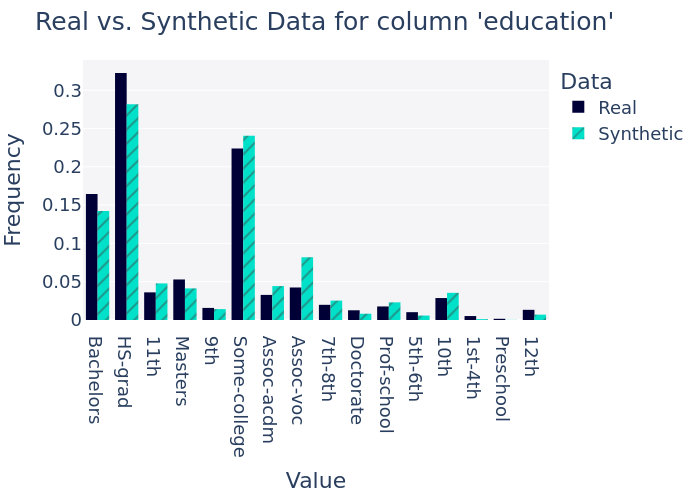 Real vs. Synthetic Data for column 'education'
Data
Real
Synthetic
Frequency
0.3
0.25
0.2
0.15
0.1
0.05
0
Bachelors
HS-grad
11th
Masters
9th
Some-college
Assoc-acdm
Assoc-voc
7th-8th
Doctorate
Prof-school
5th-6th
10th
1st-4th
Preschool
12th
Value